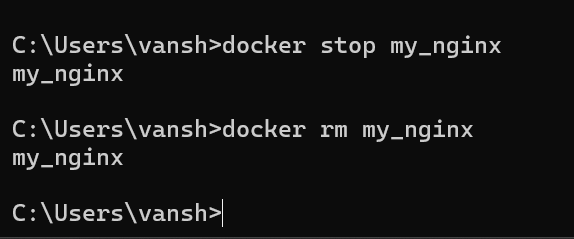 C:\Users\vansh>docker stop my_nginx
my_nginx
C:\Users\vansh>docker rm my_nginx
my_nginx
C:\Users\vansh>